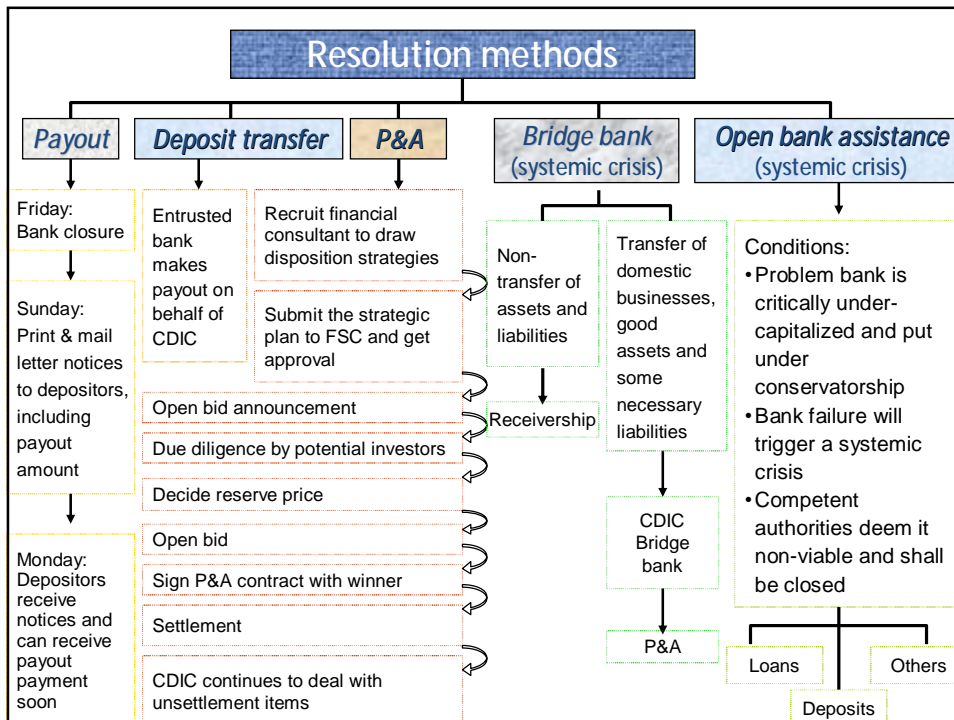 Resolution methods
Payout
Friday:
Bank closure
Sunday:
Print & mail
letter notices
to depositors,
including
payout
amount
Monday:
Depositors
receive
notices and
can receive
payout
payment
soon
Deposit transfer
Entrusted
bank
makes
payout on
behalf of
CDIC
P&A
Recruit financial
consultant to draw
disposition strategies
Submit the strategic
plan to FSC and get
approval
Open bid announcement
Due diligence by potential investors
Decide reserve price
Open bid
Sign P&A contract with winner
Settlement
CDIC continues to deal with
unsettlement items
Bridge bank
(systemic crisis)
Non-
transfer of
assets and
liabilities
Receivership
Transfer of
domestic
businesses,
good
assets and
some
necessary
liabilities
CDIC
Bridge
bank
P&A
Open bank assistance
(systemic crisis)
Conditions:
•Problem bank is
critically under-
capitalized and put
under
conservatorship
•Bank failure will
trigger a systemic
crisis
•Competent
authorities deem it
non-viable and shall
be closed
Loans
Deposits
Others